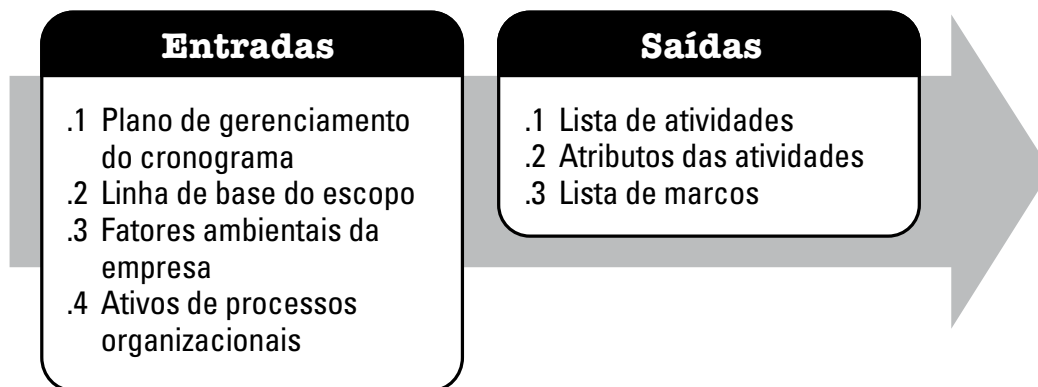 Entradas
.1 Plano de gerenciamento
do cronograma
.2 Linha de base do escopo
.3 Fatores ambientais da
empresa
.4 Ativos de processos
organizacionais
Saídas
.1 Lista de atividades
.2 Atributos das atividades
.3 Lista de marcos